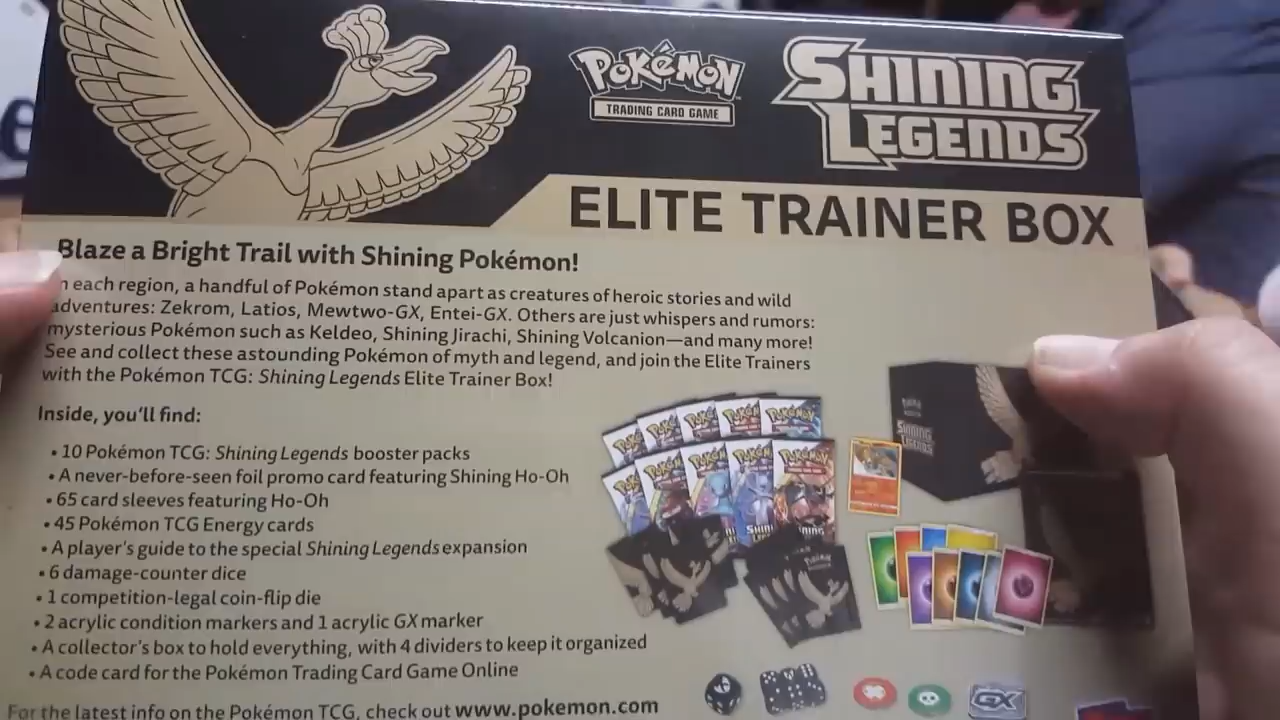 POKÉMON
TRADING CARD GAME
SHINING
LEGENDS
ELITE TRAINER BOX
Blaze a Bright Trail with Shining Pokémon!
each region, a handful of Pokémon stand apart as creatures of heroic stories and wild
adventures: Zekrom, Latios, Mewtwo-GX, Entei-GX. Others are just whispers and rumors:
mysterious Pokémon such as Keldeo, Shining Jirachi, Shining Volcanion—and many more!
See and collect these astounding Pokémon of myth and legend, and join the Elite Trainers
with the Pokémon TCG: Shining Legends Elite Trainer Box!
Inside, you'll find:
• 10 Pokémon TCG: Shining Legends booster packs
• A never-before-seen foil promo card featuring Shining Ho-Oh
• 65 card sleeves featuring Ho-Oh
• 45 Pokémon TCG Energy cards
• A player's guide to the special Shining Legends expansion
• 6 damage-counter dice
• 1 competition-legal coin-flip die
• 2 acrylic condition markers and 1 acrylic GX marker
• A collector's box to hold everything, with 4 dividers to keep it organized
• A code card for the Pokémon Trading Card Game Online
For the latest info on the Pokémon TCG, check out www.pokemon.com
SHINING
LEGENDS
GX